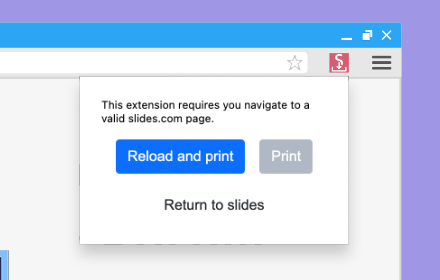 This extension requires you navigate to a
valid slides.com page.
Reload and print
Print
Return to slides